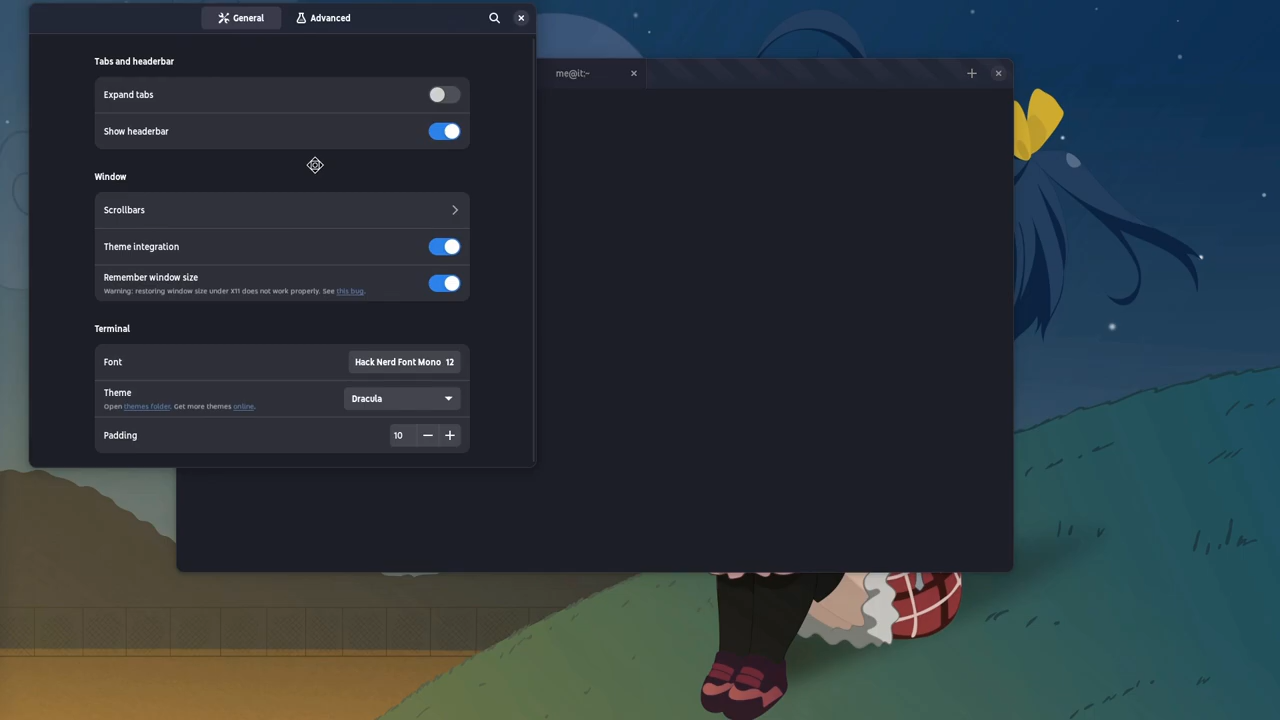 General
Advanced
Tabs and headerbar
me@it:~
Expand tabs
Show headerbar
Window
Scrollbars
Theme integration
Remember window size
Warning: restoring window size under X11 does not work properly. See this bug.
Terminal
Font
Hack Nerd Font Mono 12
Theme
Open themes folder. Get more themes online.
Dracula
Padding
10